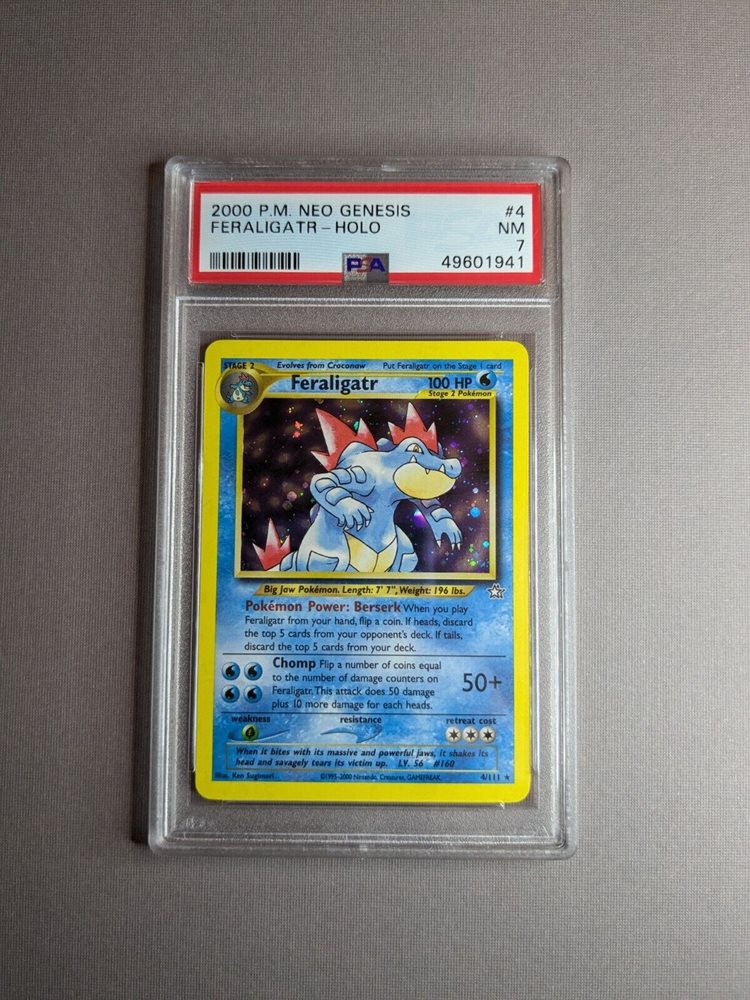 2000 P.M. NEO GENESIS #4
FERALIGATR - HOLO NM
7
PSA 49601941
STAGE 2 Evolves from Croconaw Put Feraligatr on the Stage 1 card
Feraligatr 100 HP
Stage 2 Pokémon
Big Jaw Pokémon. Length: 7' 7", Weight: 196 lbs.
Pokémon Power: Berserk When you play
Feraligatr from your hand, flip a coin. If heads, discard
the top 5 cards from your opponent's deck. If tails,
discard the top 5 cards from your deck.
Chomp Flip a number of coins equal
to the number of damage counters on
Feraligatr. This attack does 50 damage
plus 10 more damage for each heads.
50+
weakness resistance retreat cost
When it bites with its massive and powerful jaws, it shakes its
head and savagely tears its victim up. LV. 56 #160
Illus. Ken Sugimori ©1995-2000 Nintendo, Creatures, GAMEFREAK. 4/111 ★